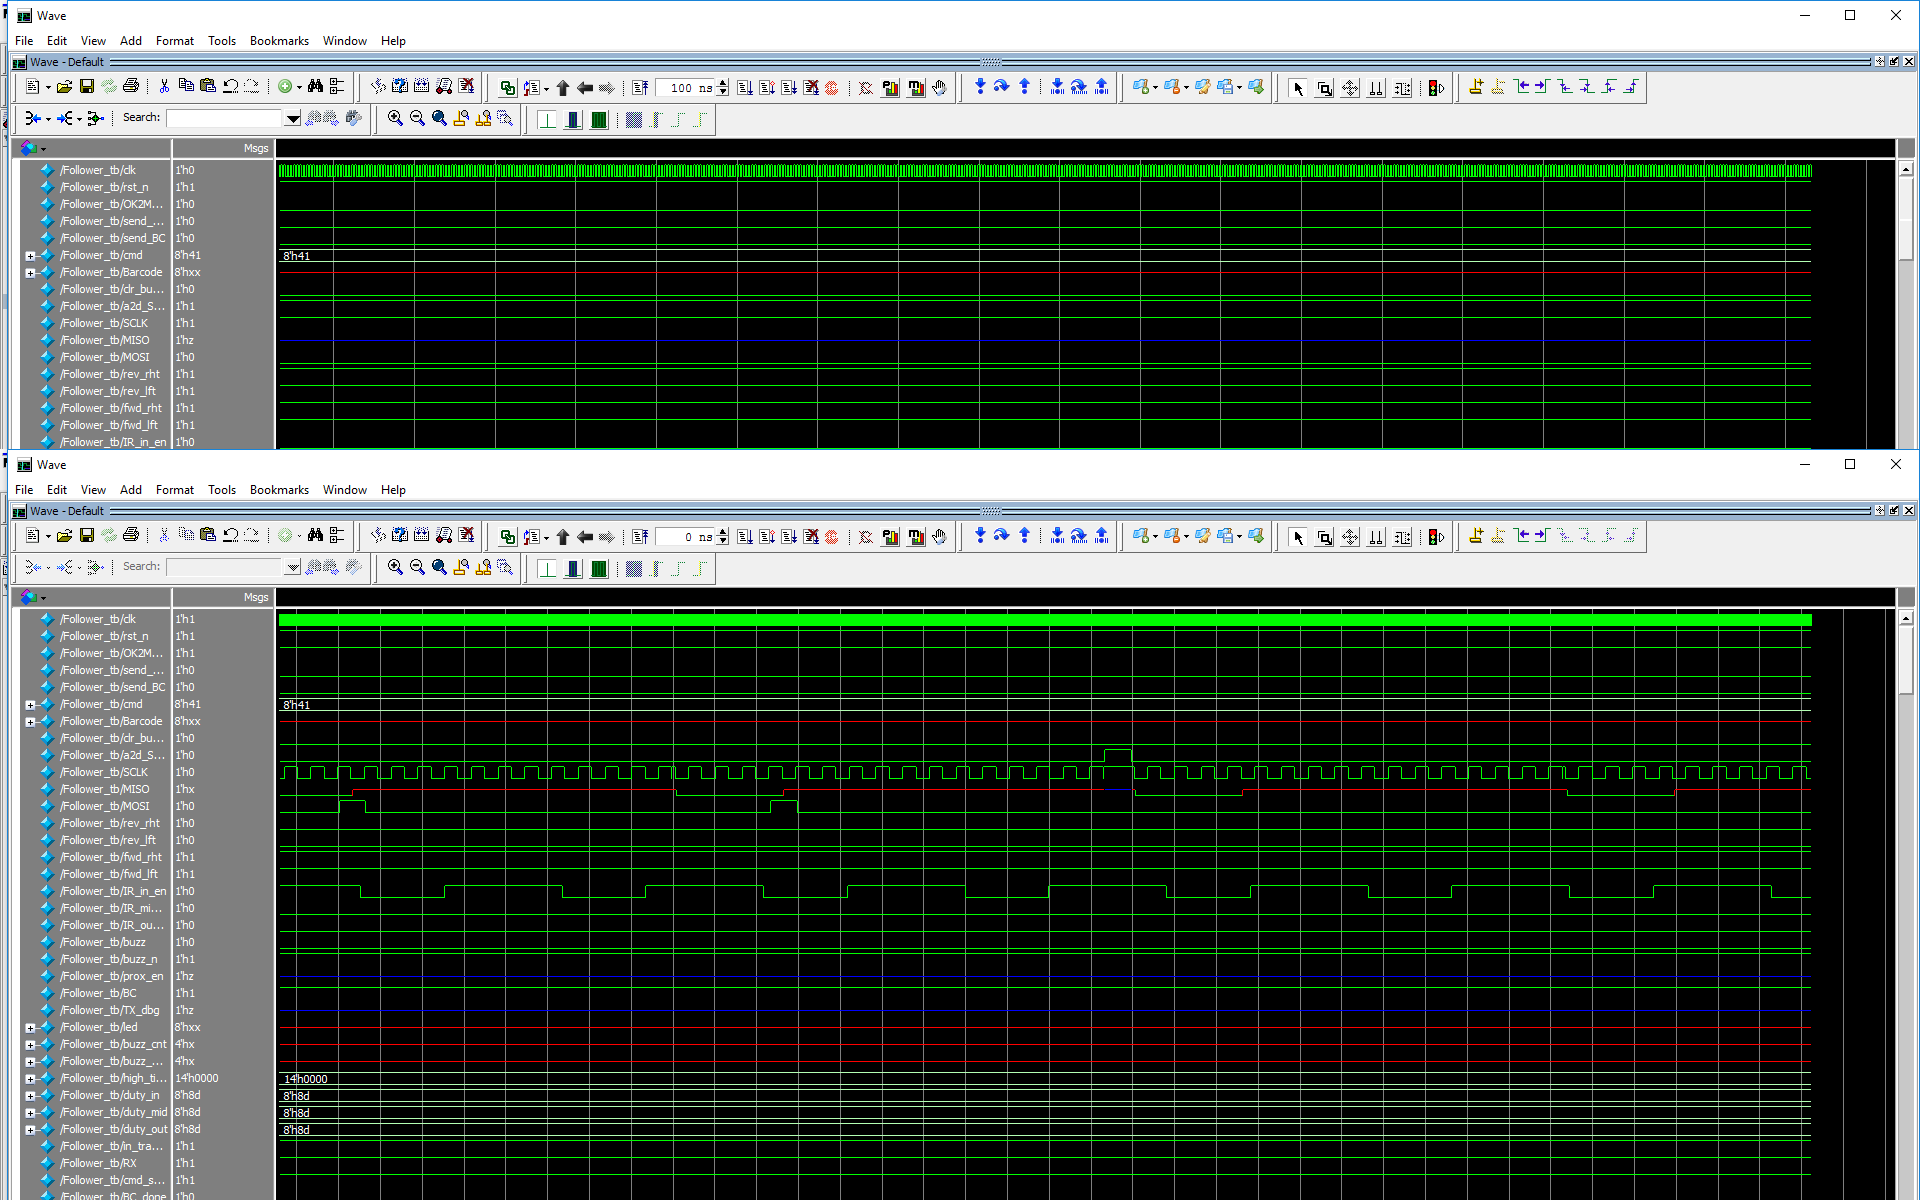 Wave
File Edit View Add Format Tools Bookmarks Window Help
Wave - Default
100 ns
Search:
Msgs
/Follower_tb/clk 1'h0
/Follower_tb/rst_n 1'h1
/Follower_tb/OK2M... 1'h0
/Follower_tb/send_... 1'h0
/Follower_tb/send_BC 1'h0
/Follower_tb/cmd 8'h41 8'h41
/Follower_tb/Barcode 8'hxx
/Follower_tb/clr_bu... 1'h0
/Follower_tb/a2d_S... 1'h1
/Follower_tb/SCLK 1'h1
/Follower_tb/MISO 1'hz
/Follower_tb/MOSI 1'h0
/Follower_tb/rev_rht 1'h1
/Follower_tb/rev_lft 1'h1
/Follower_tb/fwd_rht 1'h1
/Follower_tb/fwd_lft 1'h1
/Follower_tb/IR_in_en 1'h0
Wave
File Edit View Add Format Tools Bookmarks Window Help
Wave - Default
0 ns
Search:
Msgs
/Follower_tb/clk 1'h1
/Follower_tb/rst_n 1'h1
/Follower_tb/OK2M... 1'h1
/Follower_tb/send_... 1'h0
/Follower_tb/send_BC 1'h0
/Follower_tb/cmd 8'h41 8'h41
/Follower_tb/Barcode 8'hxx
/Follower_tb/clr_bu... 1'h0
/Follower_tb/a2d_S... 1'h0
/Follower_tb/SCLK 1'h0
/Follower_tb/MISO 1'hx
/Follower_tb/MOSI 1'h0
/Follower_tb/rev_rht 1'h0
/Follower_tb/rev_lft 1'h0
/Follower_tb/fwd_rht 1'h1
/Follower_tb/fwd_lft 1'h1
/Follower_tb/IR_in_en 1'h0
/Follower_tb/IR_mi... 1'h0
/Follower_tb/IR_ou... 1'h0
/Follower_tb/buzz 1'h0
/Follower_tb/buzz_n 1'h1
/Follower_tb/prox_en 1'hz
/Follower_tb/BC 1'h1
/Follower_tb/TX_dbg 1'hz
/Follower_tb/led 8'hxx
/Follower_tb/buzz_cnt 4'hx
/Follower_tb/buzz_... 4'hx
/Follower_tb/high_ti... 14'h0000 14'h0000
/Follower_tb/duty_in 8'h8d 8'h8d
/Follower_tb/duty_mid 8'h8d 8'h8d
/Follower_tb/duty_out 8'h8d 8'h8d
/Follower_tb/in_tra... 1'h1
/Follower_tb/RX 1'h1
/Follower_tb/cmd_s... 1'h1
/Follower_tb/BC_done 1'h0